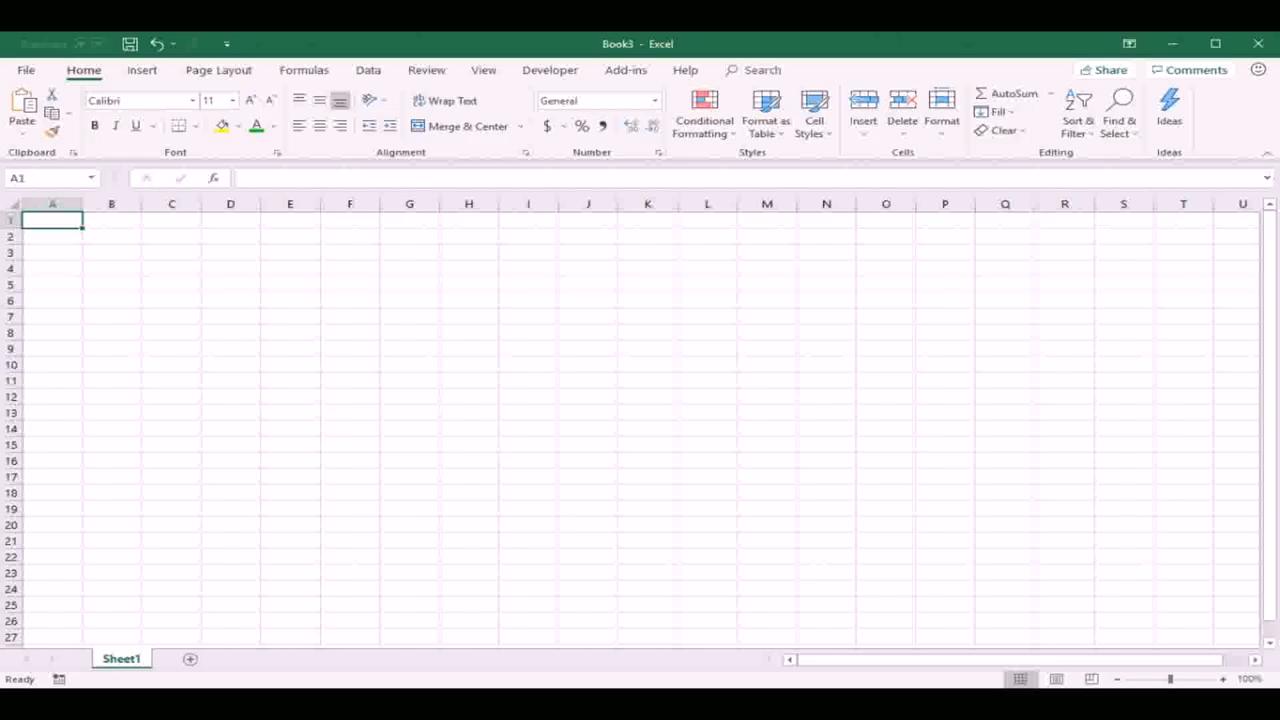 Book3 - Excel
File Home Insert Page Layout Formulas Data Review View Developer Add-ins Help Search Share Comments
Calibri 11 Wrap Text General AutoSum
Paste Conditional Formatting Format as Table Cell Styles Insert Delete Format Fill Sort & Filter Find & Select Ideas
B I U Merge & Center $ % , Clear
Clipboard Font Alignment Number Styles Cells Editing Ideas
A1 fx
A B C D E F G H I J K L M N O P Q R S T U
1
2
3
4
5
6
7
8
9
10
11
12
13
14
15
16
17
18
19
20
21
22
23
24
25
26
27
Sheet1
Ready 100%